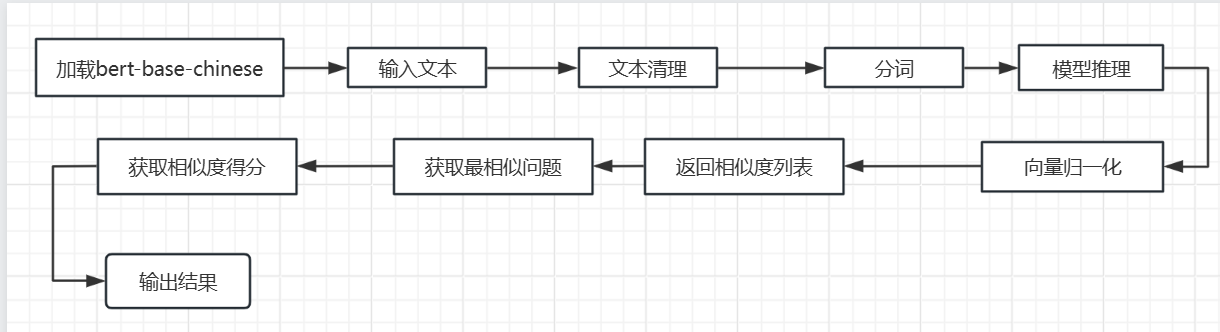 加载bert-base-chinese
输入文本
文本清理
分词
模型推理
向量归一化
返回相似度列表
获取最相似问题
获取相似度得分
输出结果